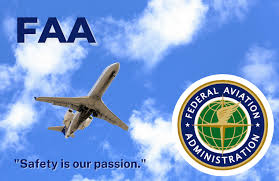 FAA
FEDERAL AVIATION
ADMINISTRATION
"Safety is our passion."